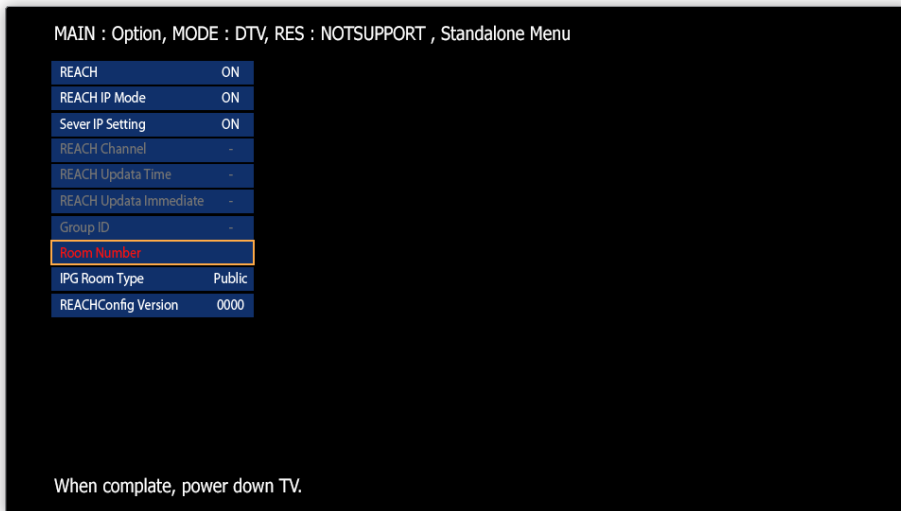 MAIN : Option, MODE : DTV, RES : NOTSUPPORT , Standalone Menu
REACH ON
REACH IP Mode ON
Sever IP Setting ON
REACH Channel -
REACH Updata Time -
REACH Updata Immediate -
Group ID -
Room Number
IPG Room Type Public
REACHConfig Version 0000
When complate, power down TV.